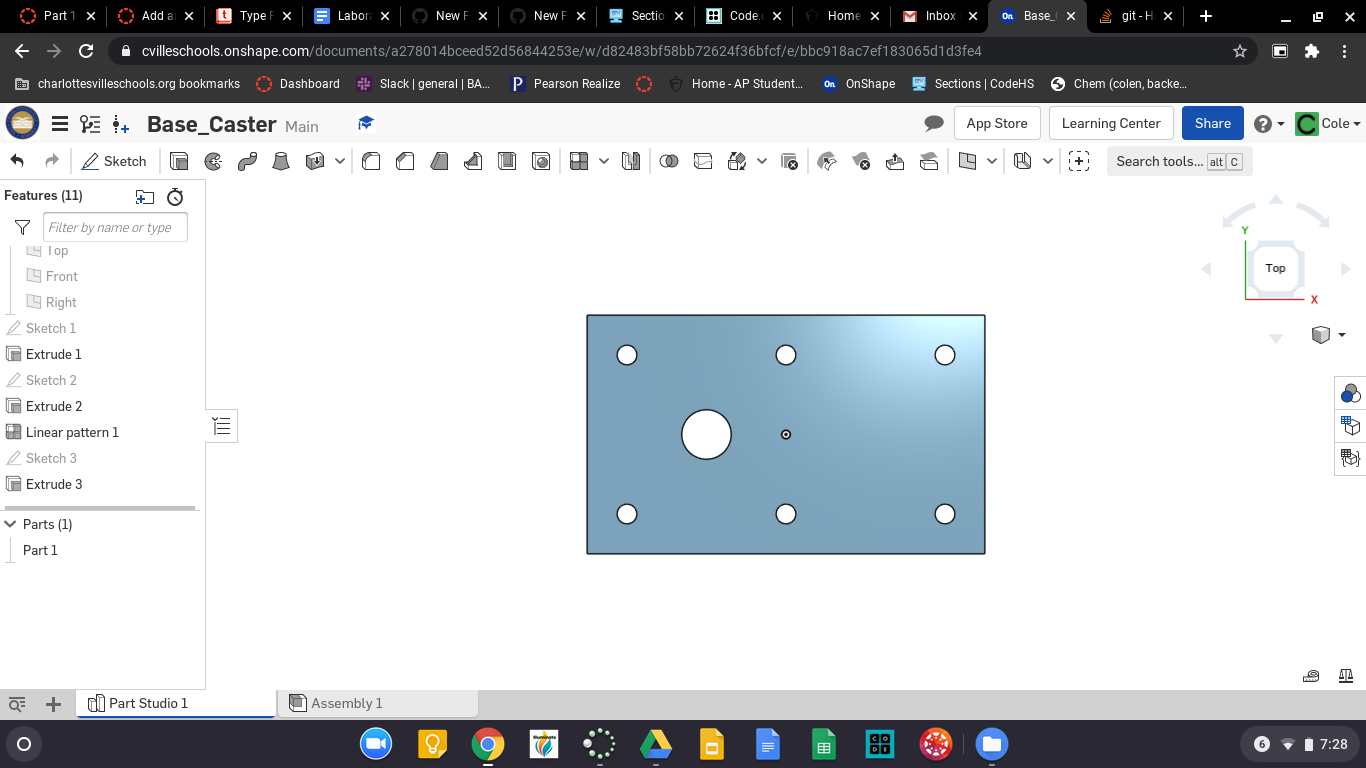 Part 1
Add a
Type F
Labora
New F
New F
Sectio
Code.
Home
Inbox
Base_C
git - H
cvilleschools.onshape.com/documents/a278014bceed52d56844253e/w/d82483bf58bb72624f36bfcf/e/bbc918ac7ef183065d1d3fe4
charlottesvilleschools.org bookmarks
Dashboard
Slack | general | BA...
Pearson Realize
Home - AP Student...
On OnShape
Sections | CodeHS
Chem (colen, backe...
Base_Caster Main
App Store
Learning Center
Share
C Cole
Sketch
Search tools... alt C
Features (11)
Filter by name or type
Top
Front
Right
Sketch 1
Extrude 1
Sketch 2
Extrude 2
Linear pattern 1
Sketch 3
Extrude 3
Parts (1)
Part 1
Y
Top
X
Part Studio 1
Assembly 1
CODE
6 7:28